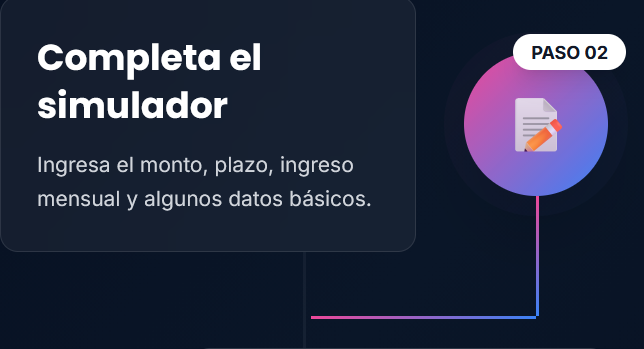 Completa el
simulador
Ingresa el monto, plazo, ingreso
mensual y algunos datos básicos.
PASO 02